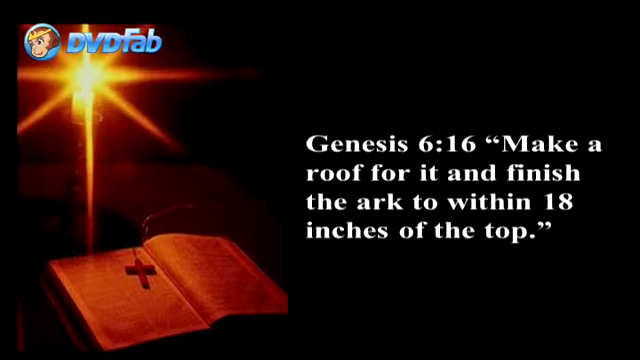 DVDFab
Genesis 6:16 “Make a
roof for it and finish
the ark to within 18
inches of the top.”